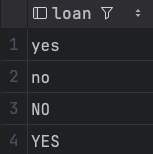 loan
1 yes
2 no
3 NO
4 YES